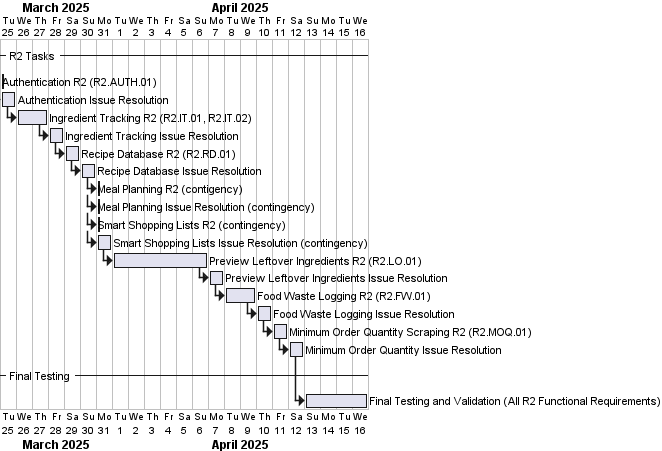 March 2025 April 2025
Tu We Th Fr Sa Su Mo Tu We Th Fr Sa Su Mo Tu We Th Fr Sa Su Mo Tu We
25 26 27 28 29 30 31 1 2 3 4 5 6 7 8 9 10 11 12 13 14 15 16
R2 Tasks
Authentication R2 (R2.AUTH.01)
Authentication Issue Resolution
Ingredient Tracking R2 (R2.IT.01, R2.IT.02)
Ingredient Tracking Issue Resolution
Recipe Database R2 (R2.RD.01)
Recipe Database Issue Resolution
Meal Planning R2 (contigency)
Meal Planning Issue Resolution (contingency)
Smart Shopping Lists R2 (contingency)
Smart Shopping Lists Issue Resolution (contingency)
Preview Leftover Ingredients R2 (R2.LO.01)
Preview Leftover Ingredients Issue Resolution
Food Waste Logging R2 (R2.FW.01)
Food Waste Logging Issue Resolution
Minimum Order Quantity Scraping R2 (R2.MOQ.01)
Minimum Order Quantity Issue Resolution
Final Testing
Final Testing and Validation (All R2 Functional Requirements)
Tu We Th Fr Sa Su Mo Tu We Th Fr Sa Su Mo Tu We Th Fr Sa Su Mo Tu We
25 26 27 28 29 30 31 1 2 3 4 5 6 7 8 9 10 11 12 13 14 15 16
March 2025 April 2025